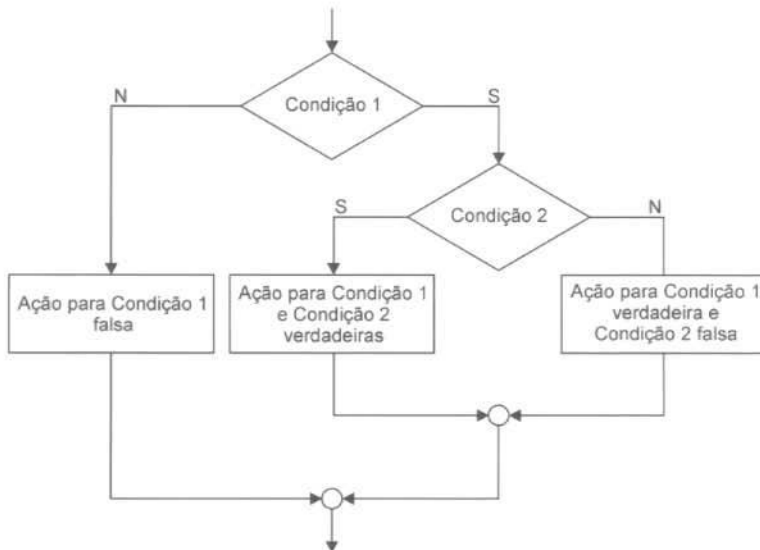 Condição 1
N
S
Condição 2
S
N
Ação para Condição 1
falsa
Ação para Condição 1
e Condição 2
verdadeiras
Ação para Condição 1
verdadeira e
Condição 2 falsa